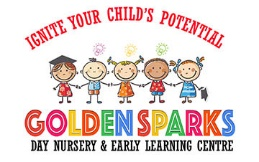 IGNITE YOUR CHILD'S POTENTIAL
GOLDEN SPARKS
DAY NURSERY & EARLY LEARNING CENTRE